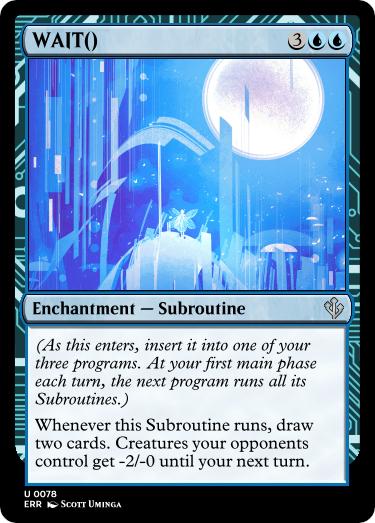 WAIT() 3
Enchantment — Subroutine
(As this enters, insert it into one of your
three programs. At your first main phase
each turn, the next program runs all its
Subroutines.)
Whenever this Subroutine runs, draw
two cards. Creatures your opponents
control get -2/-0 until your next turn.
U 0078
ERR Scott Uminga